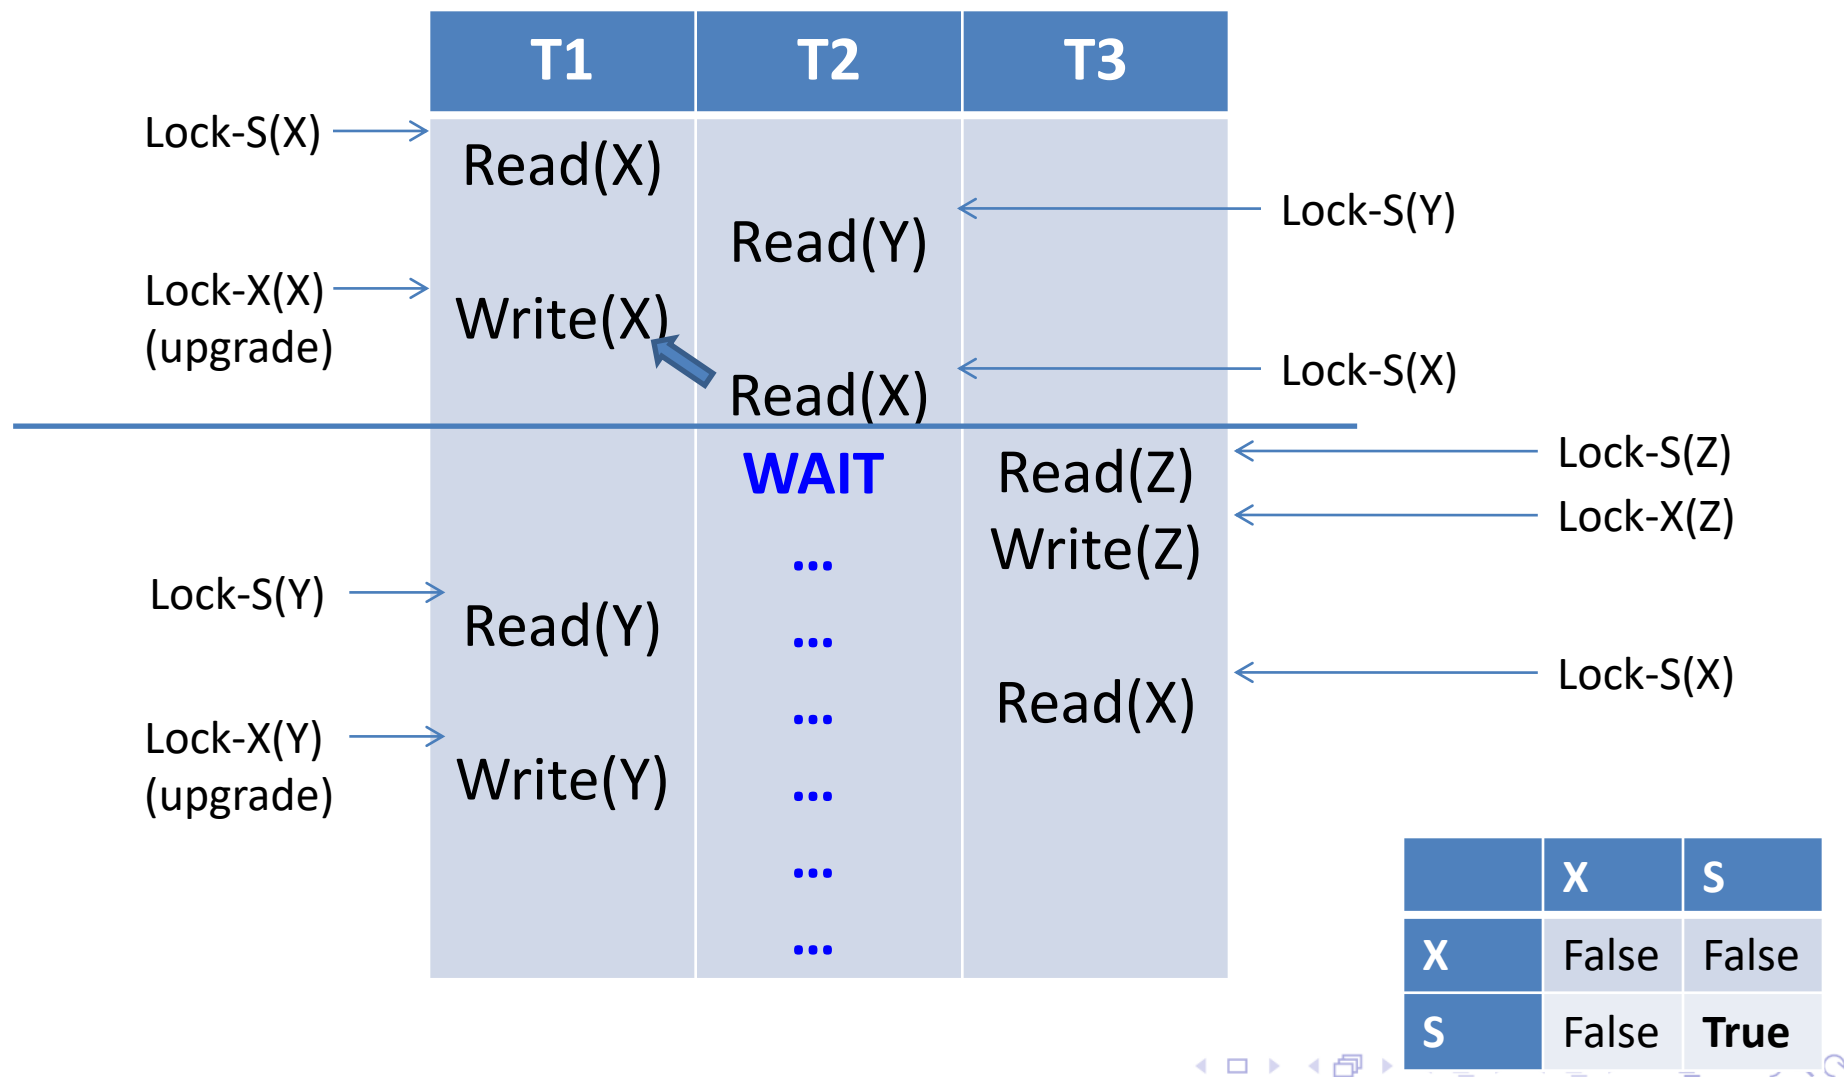 T1 T2 T3
Lock-S(X)
Read(X)
Lock-S(Y)
Read(Y)
Lock-X(X)
(upgrade)
Write(X)
Lock-S(X)
Read(X)
WAIT
Read(Z)
Lock-S(Z)
Lock-X(Z)
Write(Z)
...
Lock-S(Y)
Read(Y)
...
Lock-S(X)
Read(X)
...
Lock-X(Y)
(upgrade)
Write(Y)
...
...
...
X S
X False False
S False True